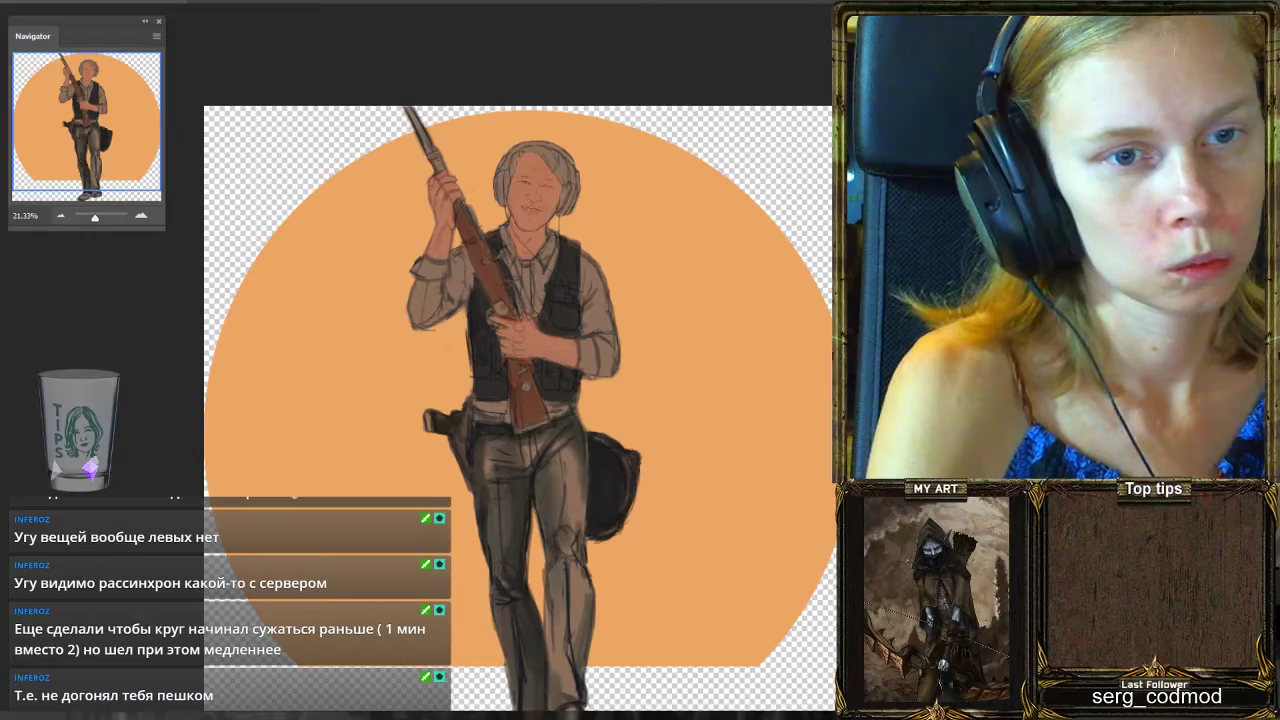 Navigator
21.33%
TIPS
INFEROZ
Угу вещей вообще левых нет
INFEROZ
Угу видимо рассинхрон какой-то с сервером
INFEROZ
Еще сделали чтобы круг начинал сужаться раньше ( 1 мин
вместо 2) но шел при этом медленнее
INFEROZ
Т.е. не догонял тебя пешком
MY ART
Top tips
Last Follower
serg_codmod